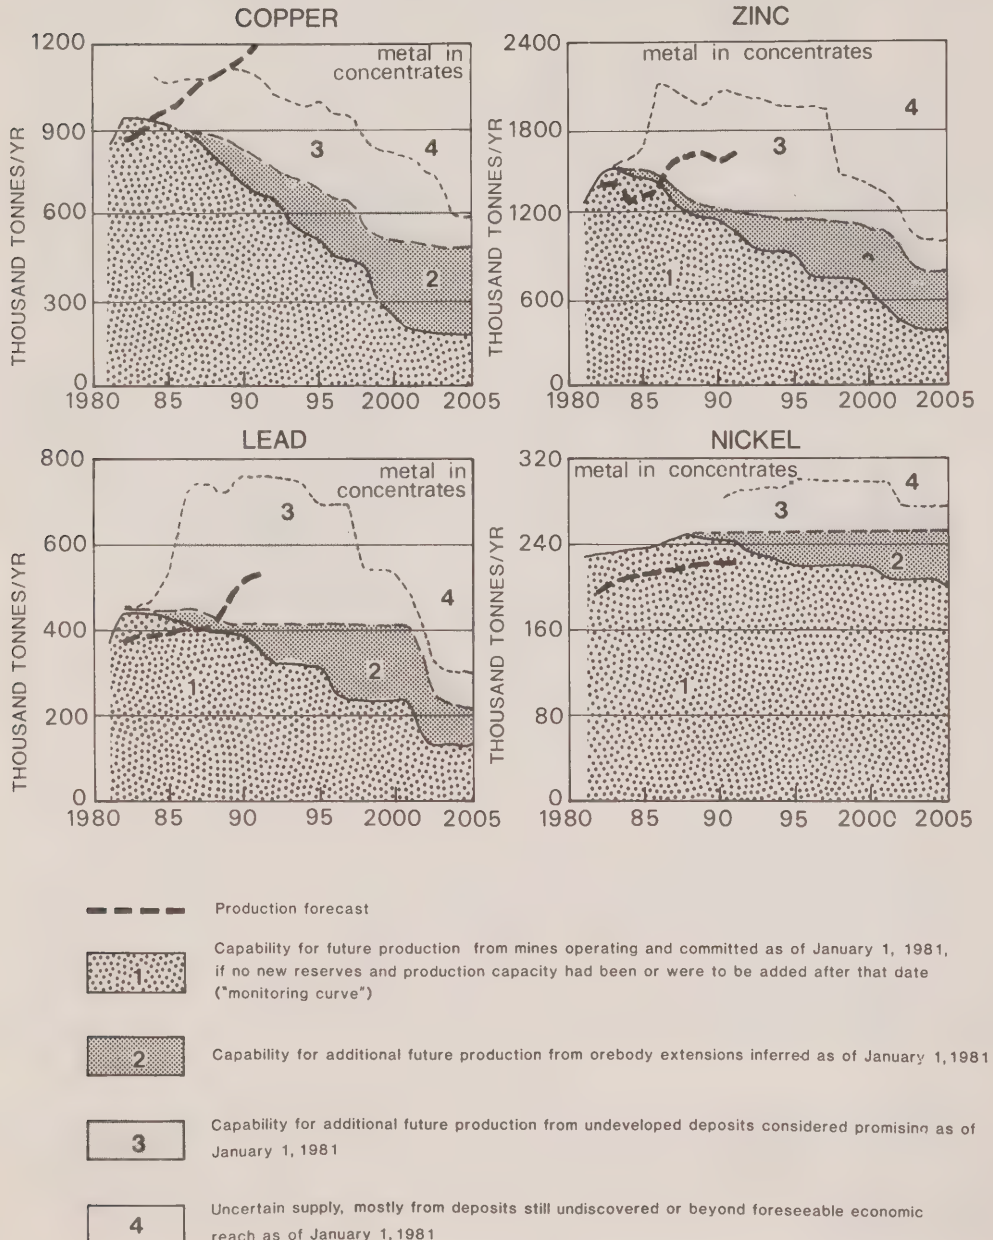 COPPER
1200
900
600
300
0
THOUSAND TONNES/YR
metal in
concentrates
1
2
3
4
1980 85 90 95 2000 2005
ZINC
2400
1800
1200
600
0
THOUSAND TONNES/YR
metal in concentrates
1
3
4
1980 85 90 95 2000 2005
LEAD
800
600
400
200
0
THOUSAND TONNES/YR
metal in
concentrates
1
2
3
4
1980 85 90 95 2000 2005
NICKEL
320
240
160
80
0
THOUSAND TONNES/YR
metal in concentrates
1
2
3
4
1980 85 90 95 2000 2005
Production forecast
1
Capability for future production from mines operating and committed as of January 1, 1981,
if no new reserves and production capacity had been or were to be added after that date
("monitoring curve")
2
Capability for additional future production from orebody extensions inferred as of January 1, 1981
3
Capability for additional future production from undeveloped deposits considered promising as of
January 1, 1981
4
Uncertain supply, mostly from deposits still undiscovered or beyond foreseeable economic
reach as of January 1, 1981